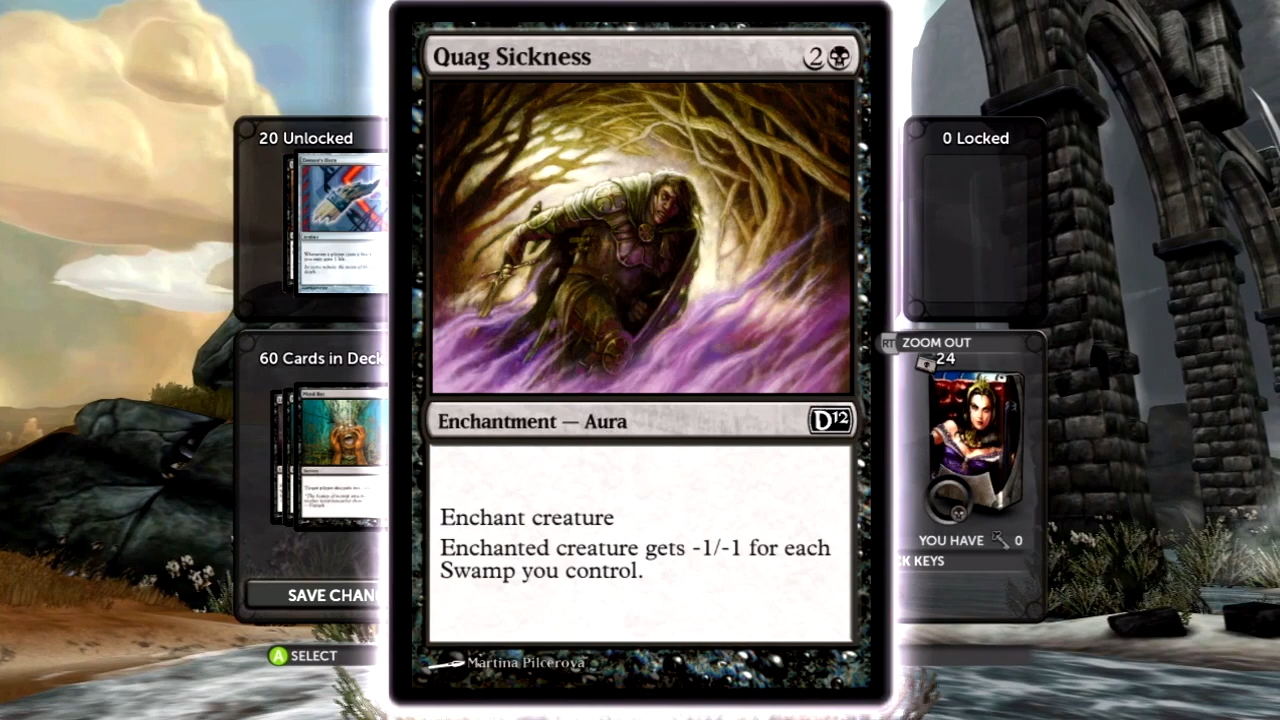 Quag Sickness
2
20 Unlocked
0 Locked
RT ZOOM OUT
24
60 Cards in Deck
Enchantment — Aura
D12
Enchant creature
Enchanted creature gets -1/-1 for each
Swamp you control.
YOU HAVE 0
CK KEYS
SAVE CHAN
A SELECT
Martina Pilcerova